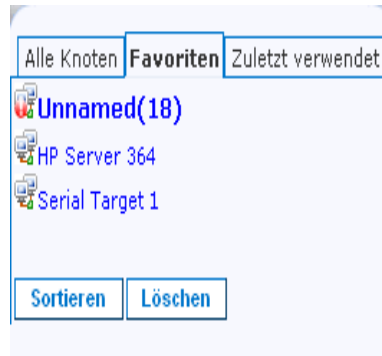 Alle Knoten Favoriten Zuletzt verwendet
Unnamed(18)
HP Server 364
Serial Target 1
Sortieren Löschen